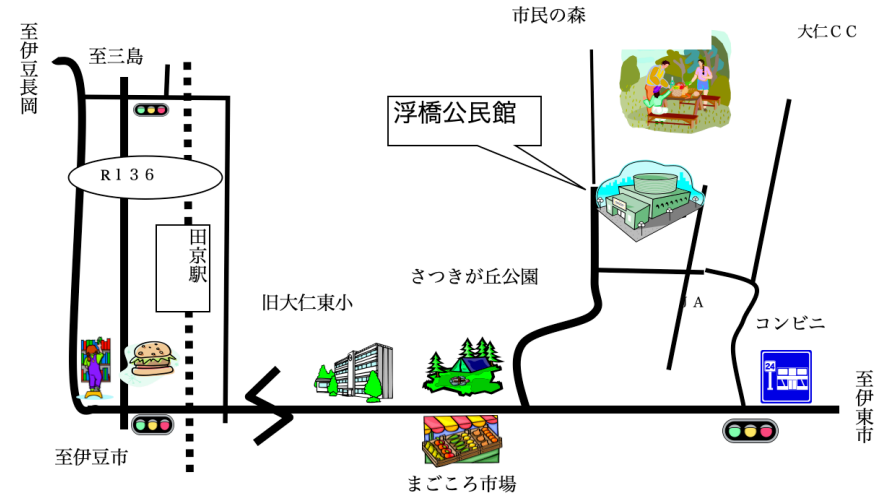 市民の森
大仁ＣＣ
至伊豆長岡
至三島
浮橋公民館
R１３６
田京駅
さつきが丘公園
旧大仁東小
ＪＡ
コンビニ
24
至伊東市
至伊豆市
まごころ市場